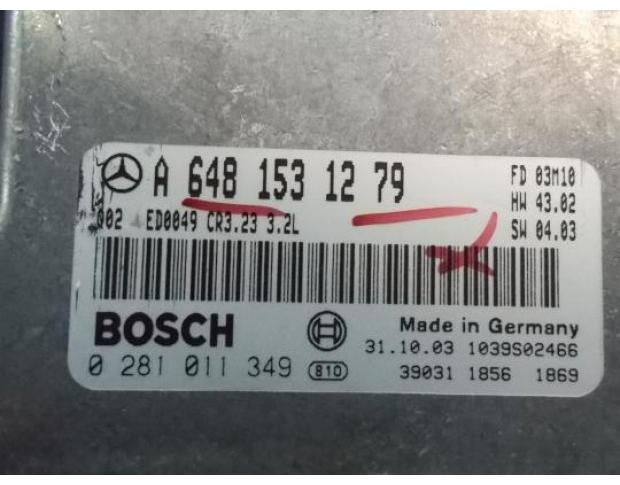 A 648 153 12 79
FD 03M10
HW 43.02
002 ED0049 CR3.23 3.2L
SW 04.03
BOSCH
Made in Germany
31.10.03 1039S02466
0 281 011 349 810
39031 1856 1869